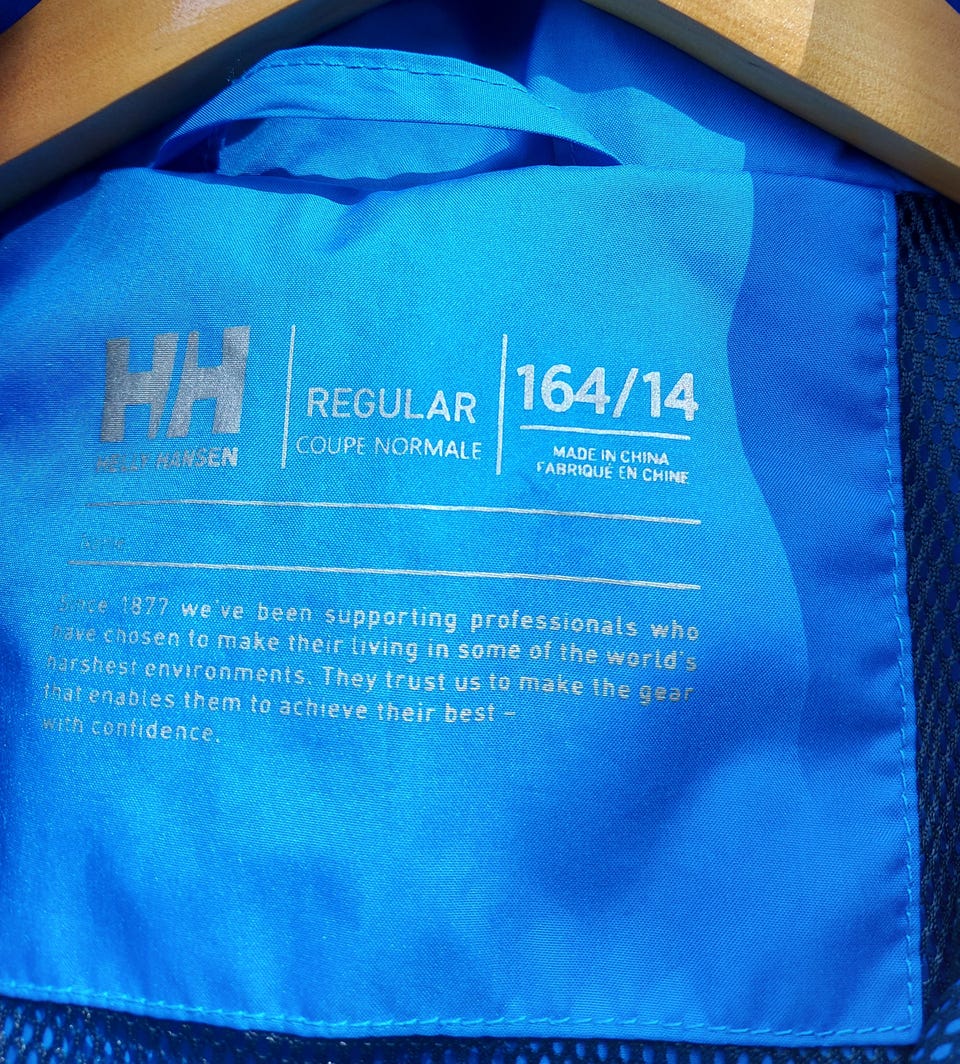 HH
HELLY HANSEN
REGULAR
COUPE NORMALE
164/14
MADE IN CHINA
FABRIQUÉ EN CHINE
Since 1877 we've been supporting professionals who
have chosen to make their living in some of the world's
harshest environments. They trust us to make the gear
that enables them to achieve their best –
with confidence.